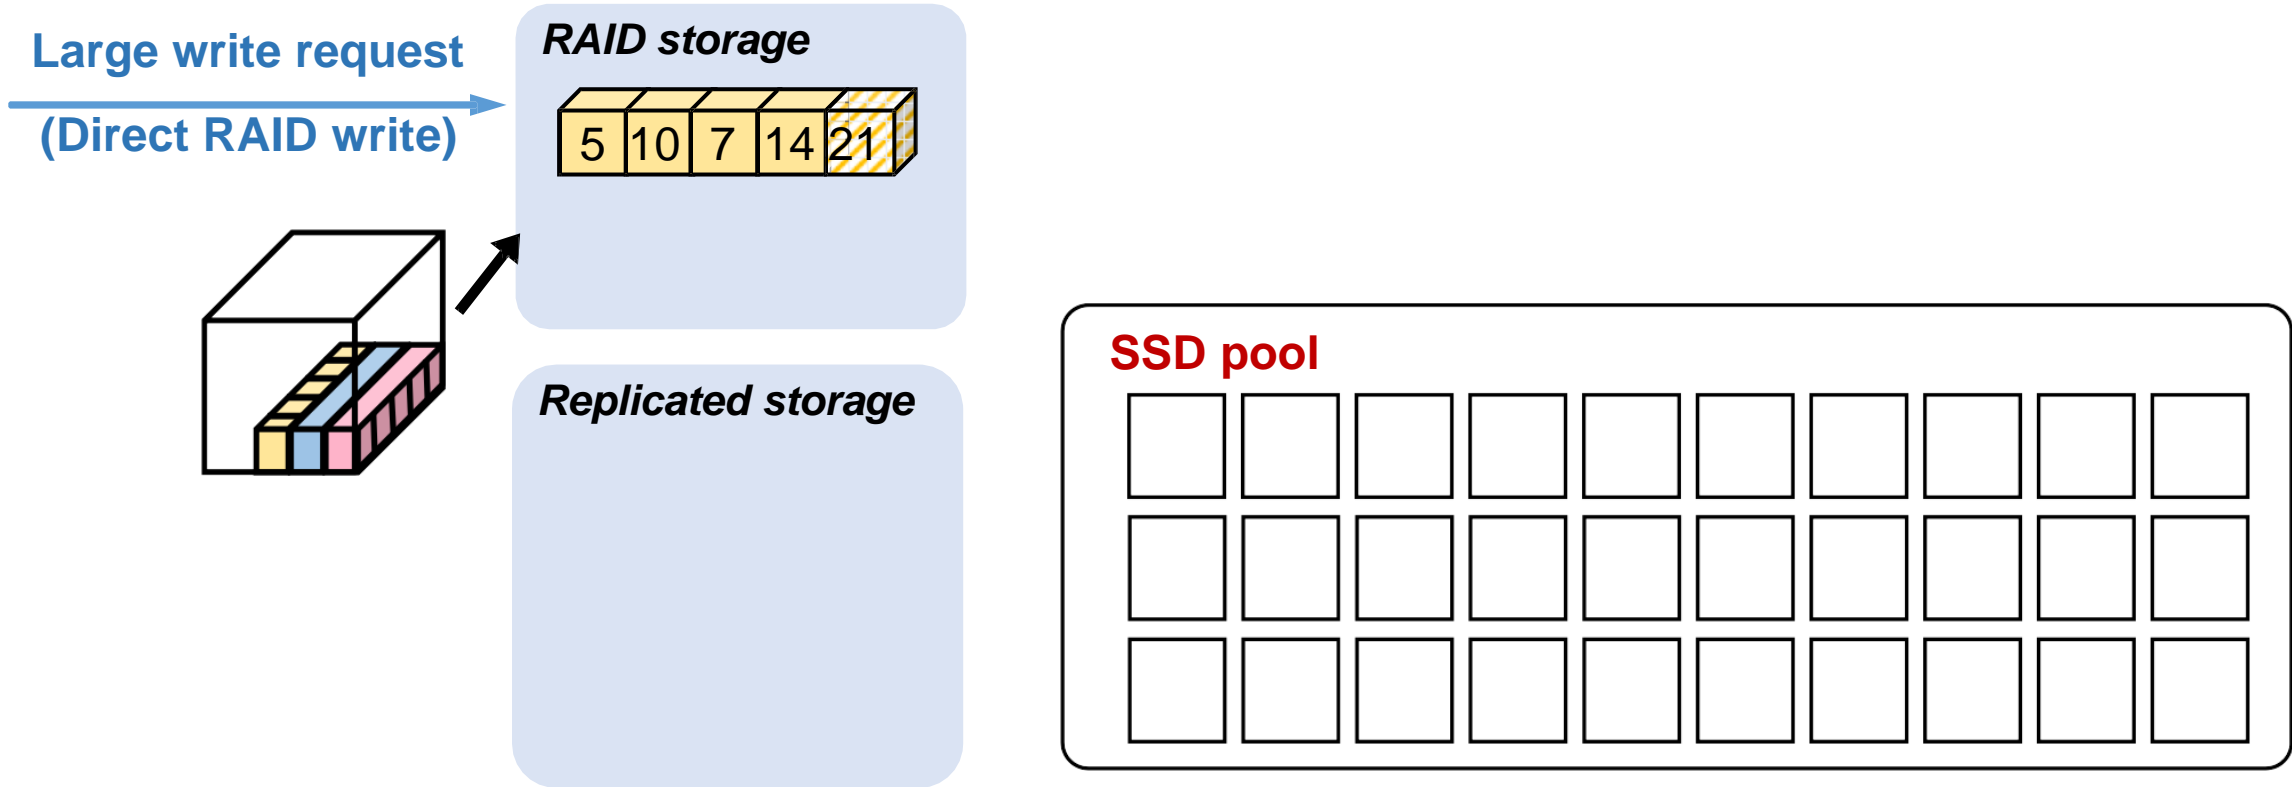 Large write request
(Direct RAID write)
RAID storage
5 10 7 14 21
Replicated storage
SSD pool